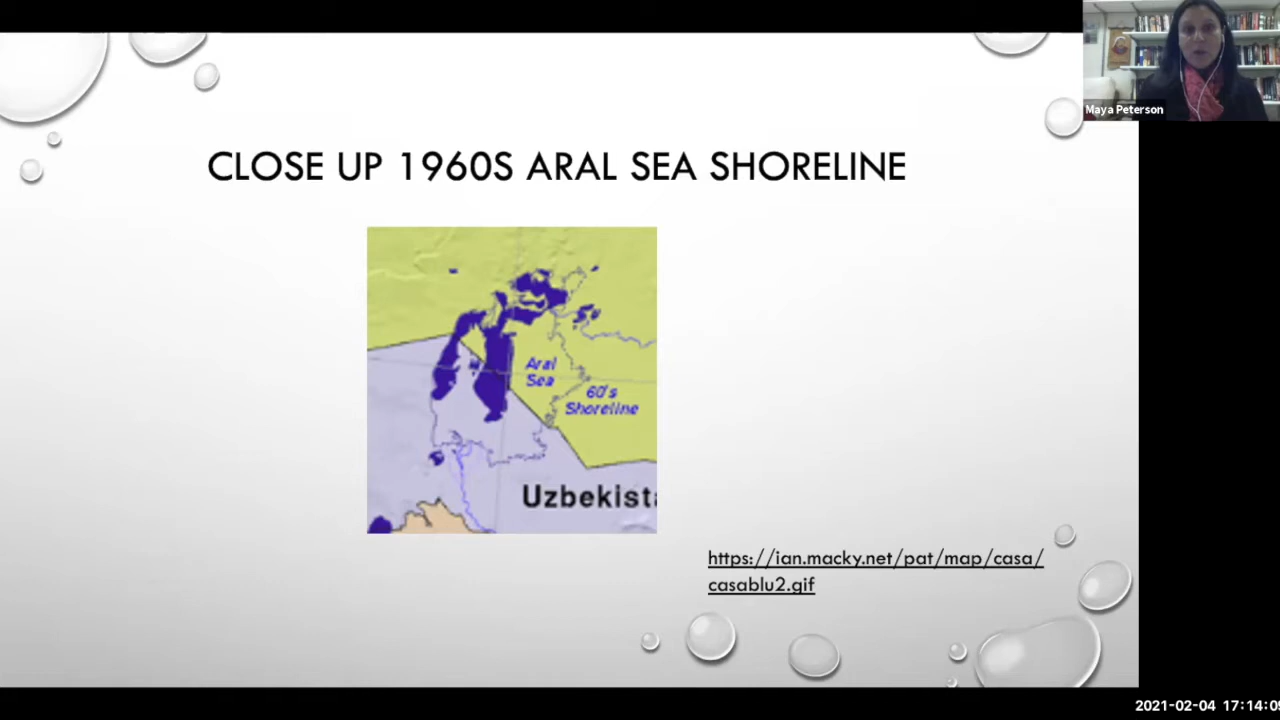 Maya Peterson
CLOSE UP 1960S ARAL SEA SHORELINE
Aral
Sea
60's
Shoreline
Uzbekist
https://ian.macky.net/pat/map/casa/
casablu2.gif
2021-02-04 17:14:0